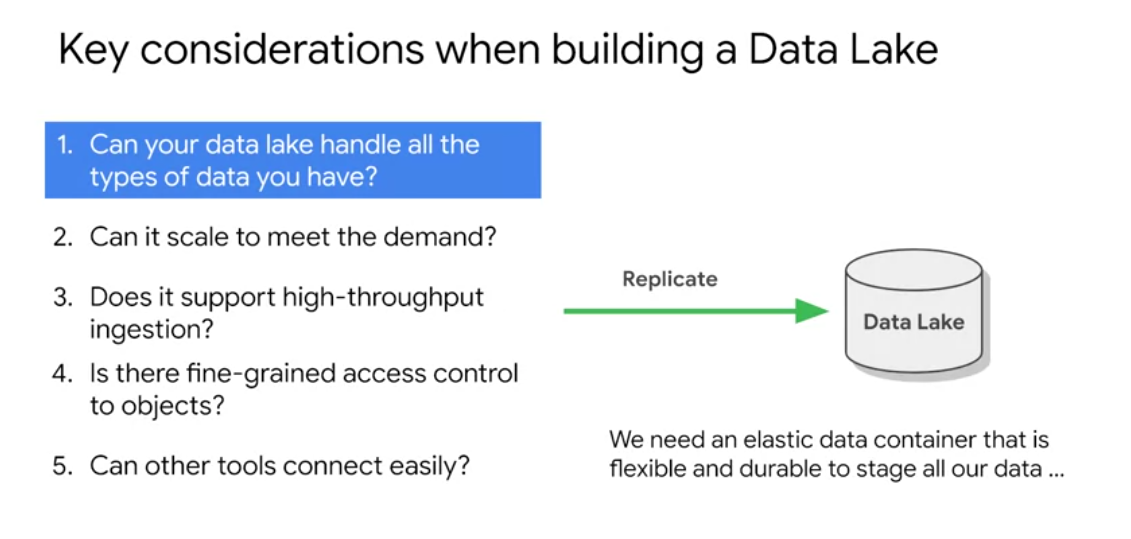 Key considerations when building a Data Lake
1. Can your data lake handle all the
types of data you have?
2. Can it scale to meet the demand?
3. Does it support high-throughput
ingestion?
4. Is there fine-grained access control
to objects?
5. Can other tools connect easily?
Replicate
Data Lake
We need an elastic data container that is
flexible and durable to stage all our data ...